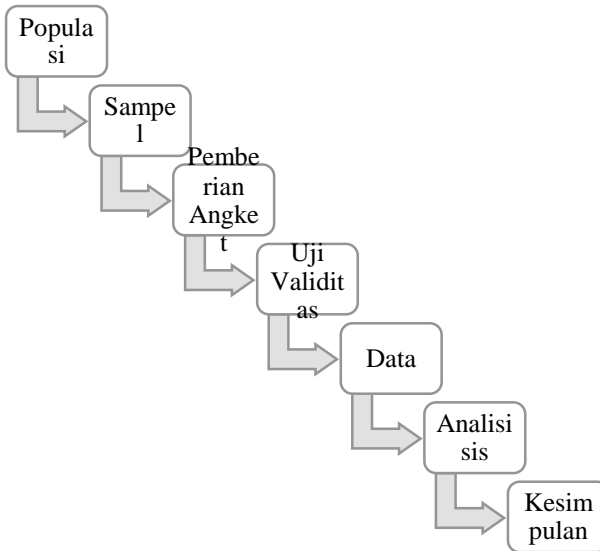 Popula
si
Sampe
l
Pembe
rian
Angke
t
Uji
Validit
as
Data
Analisi
sis
Kesim
pulan